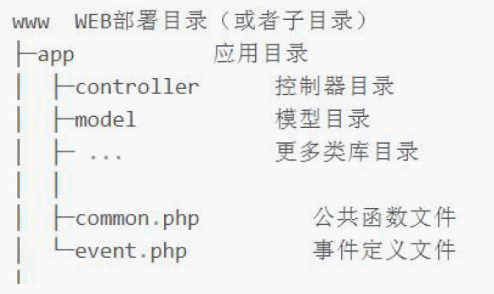 www WEB部署目录（或者子目录）
├─app 应用目录
│ ├─controller 控制器目录
│ ├─model 模型目录
│ ├─ ... 更多类库目录
│ │
│ ├─common.php 公共函数文件
│ └─event.php 事件定义文件
│